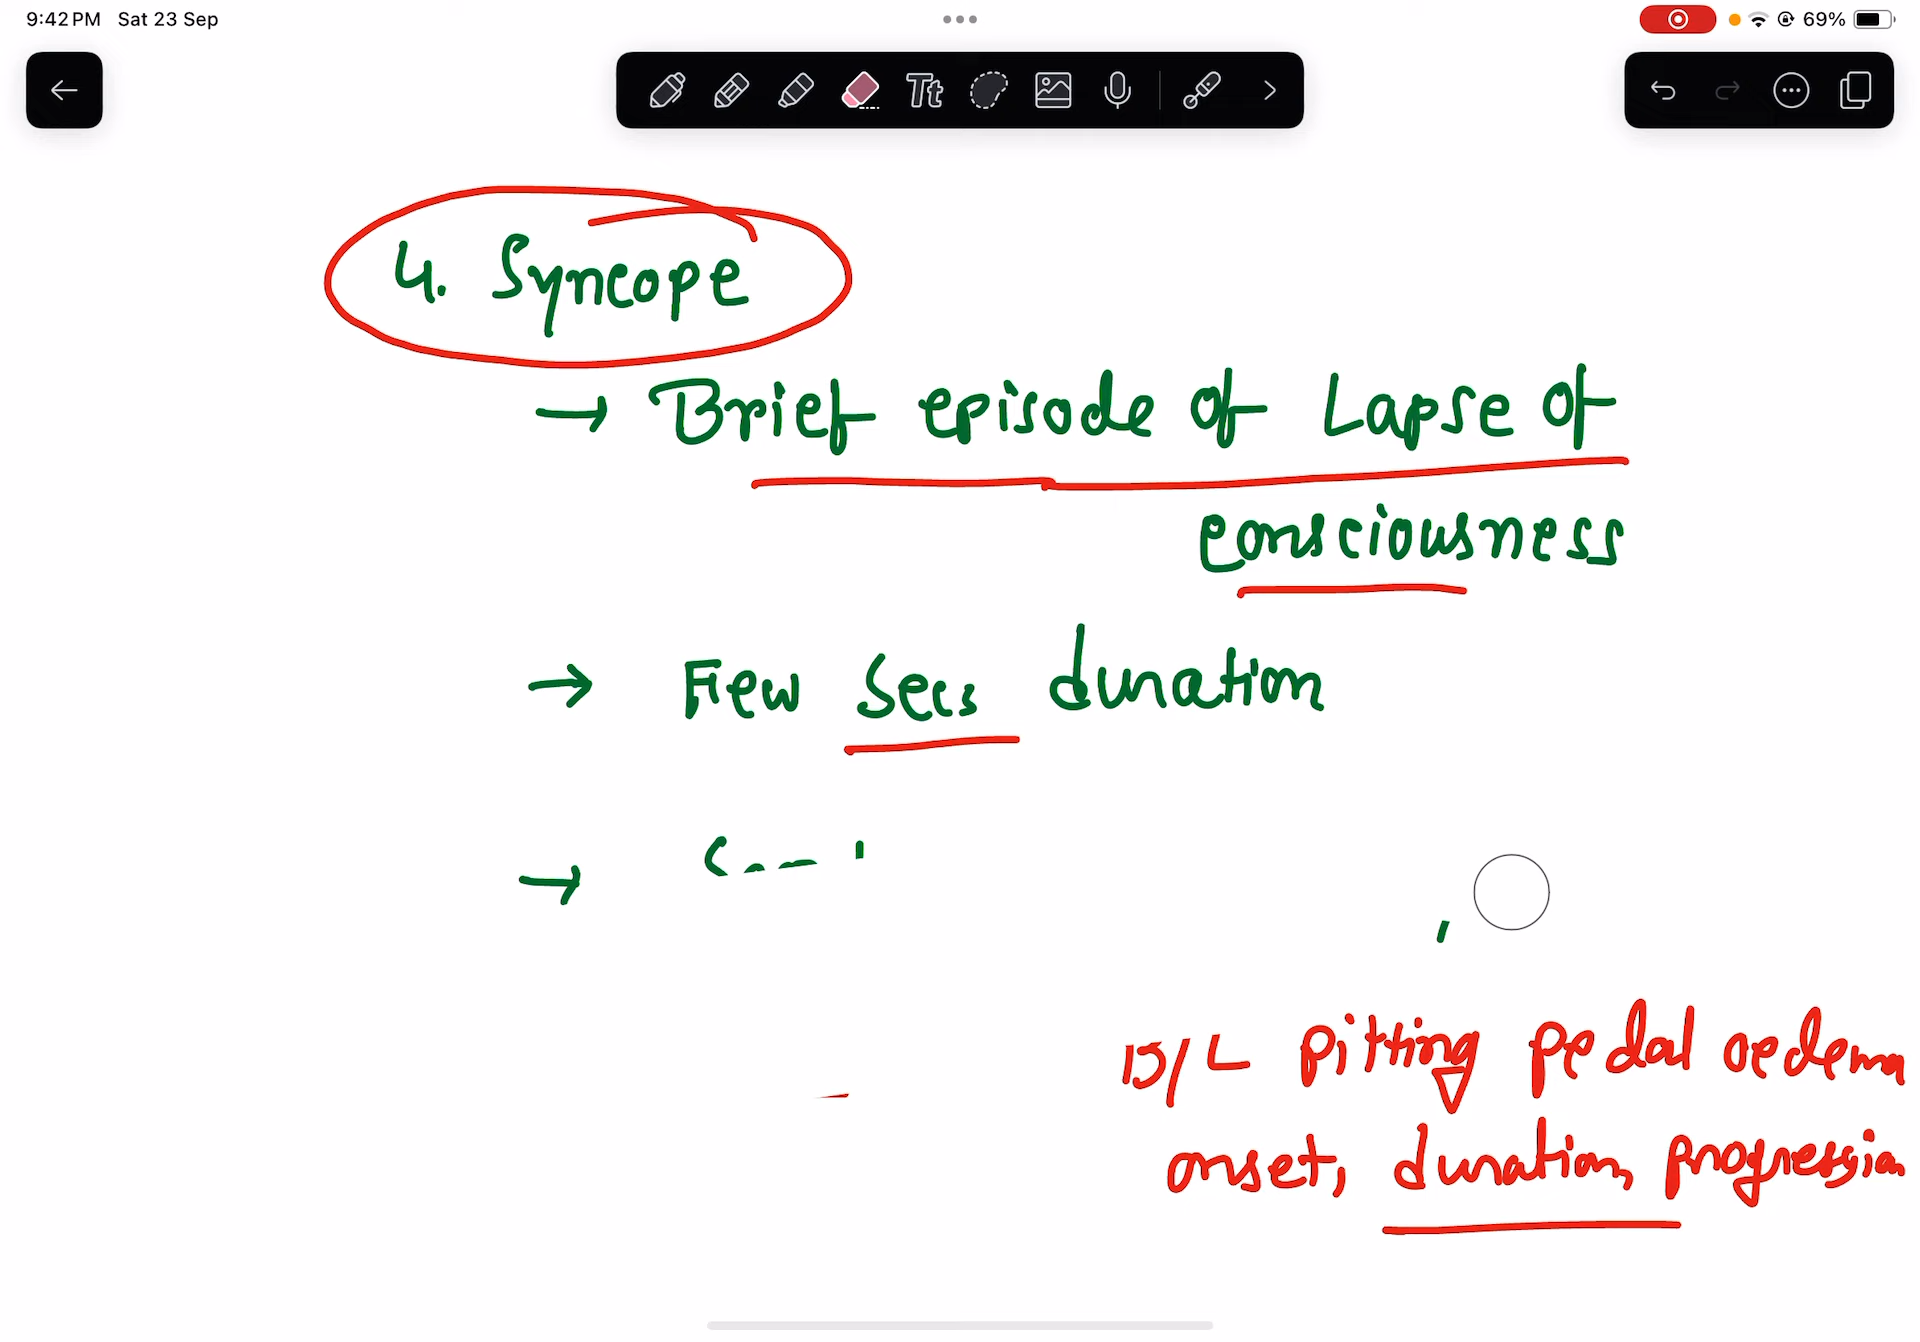 9:42 PM Sat 23 Sep
69%
Tt
4. Syncope
→ Brief episode of Lapse of
consciousness
→ Few Secs duration
→
B/L pitting pedal oedema
onset, duration, progression